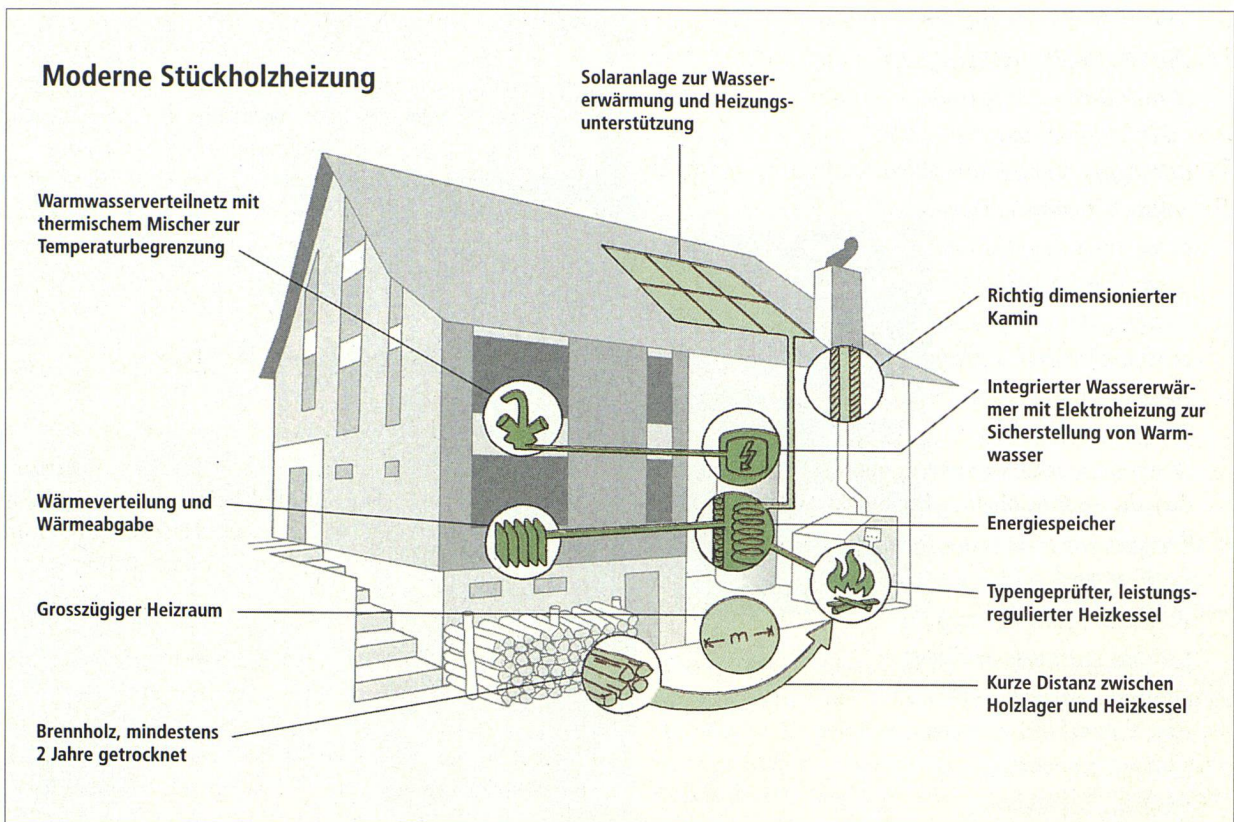 Moderne Stückholzheizung
Solaranlage zur Wasser-
erwärmung und Heizungs-
unterstützung
Warmwasserverteilnetz mit
thermischem Mischer zur
Temperaturbegrenzung
Richtig dimensionierter
Kamin
Integrierter Wassererwär-
mer mit Elektroheizung zur
Sicherstellung von Warm-
wasser
Wärmeverteilung und
Wärmeabgabe
Energiespeicher
Typengeprüfter, leistungs-
regulierter Heizkessel
Grosszügiger Heizraum
m
Kurze Distanz zwischen
Holzlager und Heizkessel
Brennholz, mindestens
2 Jahre getrocknet